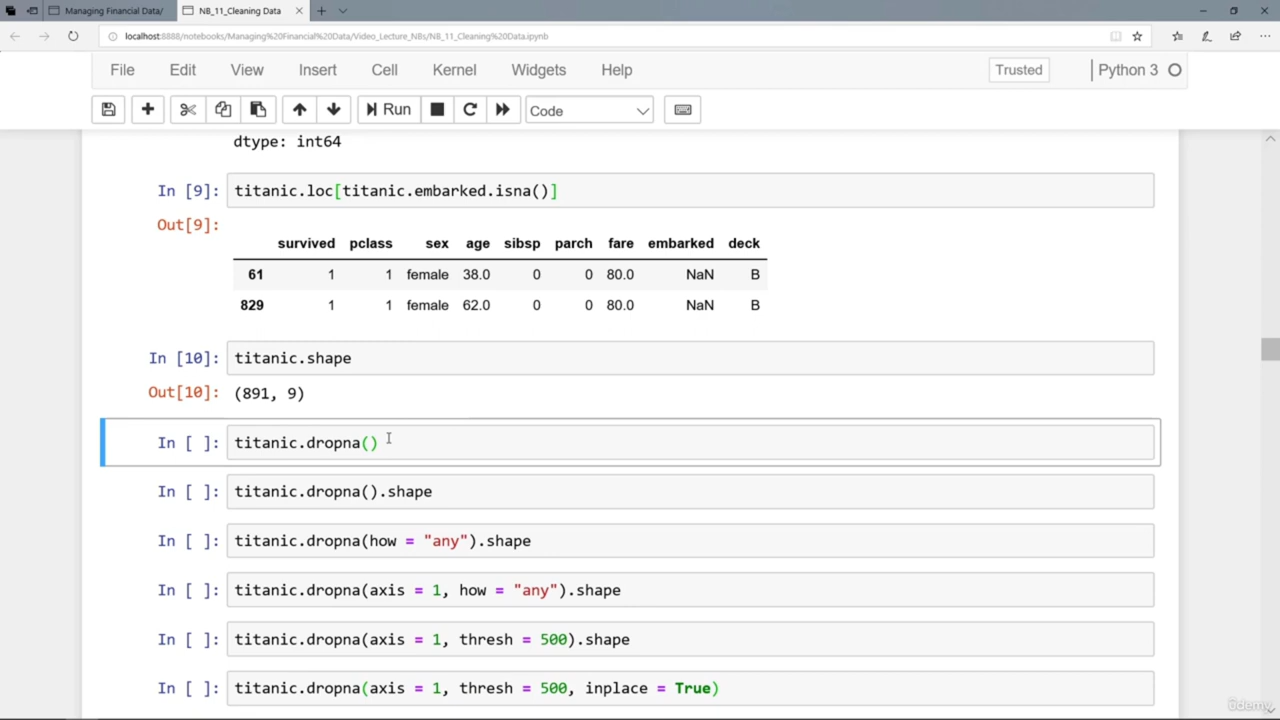 Managing Financial Data/
NB_11_Cleaning Data
localhost:8888/notebooks/Managing%20Financial%20Data/Video_Lecture_NBs/NB_11_Cleaning%20Data.ipynb
File Edit View Insert Cell Kernel Widgets Help Trusted Python 3
Run Code
dtype: int64
In [9]: titanic.loc[titanic.embarked.isna()]
Out[9]:
survived pclass sex age sibsp parch fare embarked deck
61 1 1 female 38.0 0 0 80.0 NaN B
829 1 1 female 62.0 0 0 80.0 NaN B
In [10]: titanic.shape
Out[10]: (891, 9)
In [ ]: titanic.dropna()
In [ ]: titanic.dropna().shape
In [ ]: titanic.dropna(how = "any").shape
In [ ]: titanic.dropna(axis = 1, how = "any").shape
In [ ]: titanic.dropna(axis = 1, thresh = 500).shape
In [ ]: titanic.dropna(axis = 1, thresh = 500, inplace = True)
ûdemy